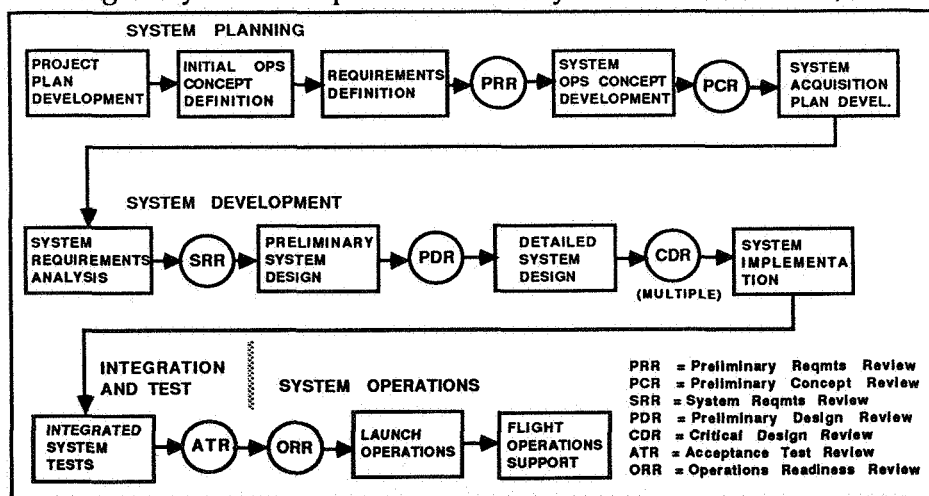 SYSTEM PLANNING
PROJECT
PLAN
DEVELOPMENT
INITIAL OPS
CONCEPT
DEFINITION
REQUIREMENTS
DEFINITION
PRR
SYSTEM
OPS CONCEPT
DEVELOPMENT
PCR
SYSTEM
ACQUISITION
PLAN DEVEL.
SYSTEM DEVELOPMENT
SYSTEM
REQUIREMENTS
ANALYSIS
SRR
PRELIMINARY
SYSTEM
DESIGN
PDR
DETAILED
SYSTEM
DESIGN
CDR
(MULTIPLE)
SYSTEM
IMPLEMENTA
TION
INTEGRATION
AND TEST
SYSTEM OPERATIONS
INTEGRATED
SYSTEM
TESTS
ATR
ORR
LAUNCH
OPERATIONS
FLIGHT
OPERATIONS
SUPPORT
PRR = Preliminary Reqmts Review
PCR = Preliminary Concept Review
SRR = System Reqmts Review
PDR = Preliminary Design Review
CDR = Critical Design Review
ATR = Acceptance Test Review
ORR = Operations Readiness Review